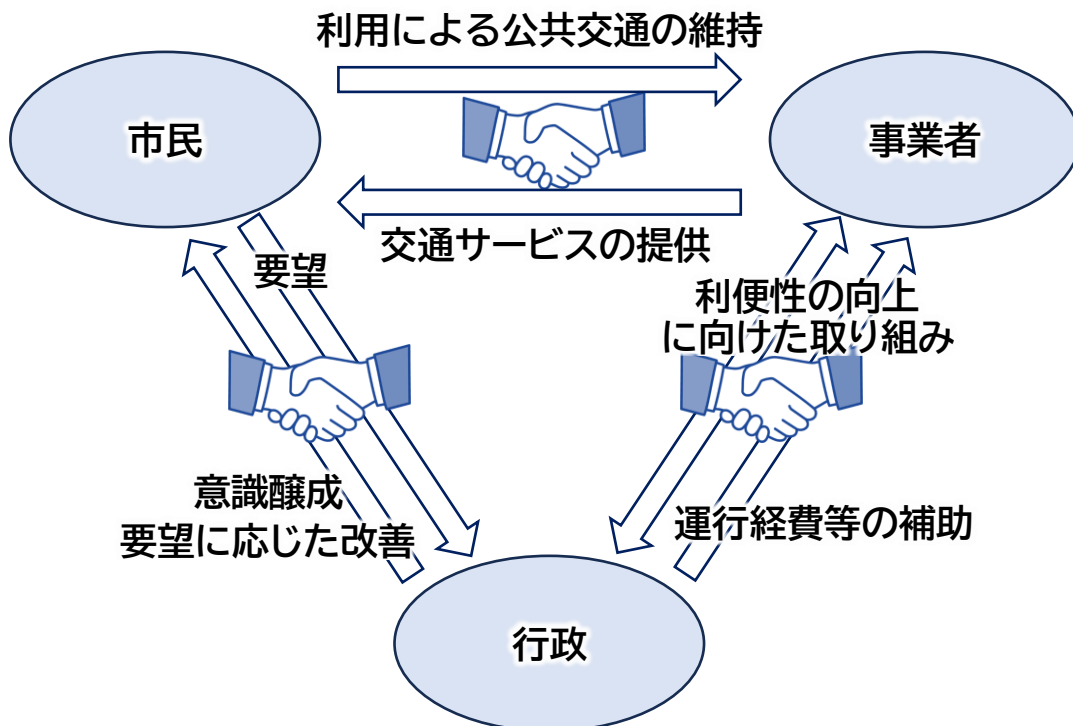 利用による公共交通の維持
市民
事業者
交通サービスの提供
要望
利便性の向上
に向けた取り組み
意識醸成
要望に応じた改善
運行経費等の補助
行政